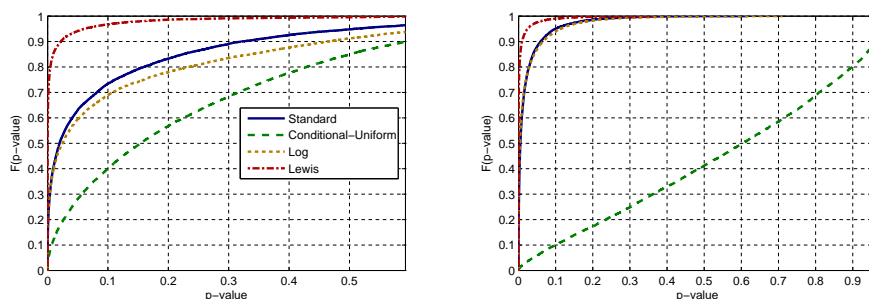 1
0.9
0.8
0.7
0.6
0.5
0.4
0.3
0.2
0.1
0
F(p−value)
Standard
Conditional−Uniform
Log
Lewis
0 0.1 0.2 0.3 0.4 0.5
p−value
1
0.9
0.8
0.7
0.6
0.5
0.4
0.3
0.2
0.1
0
F(p−value)
0 0.1 0.2 0.3 0.4 0.5 0.6 0.7 0.8 0.9
p−value